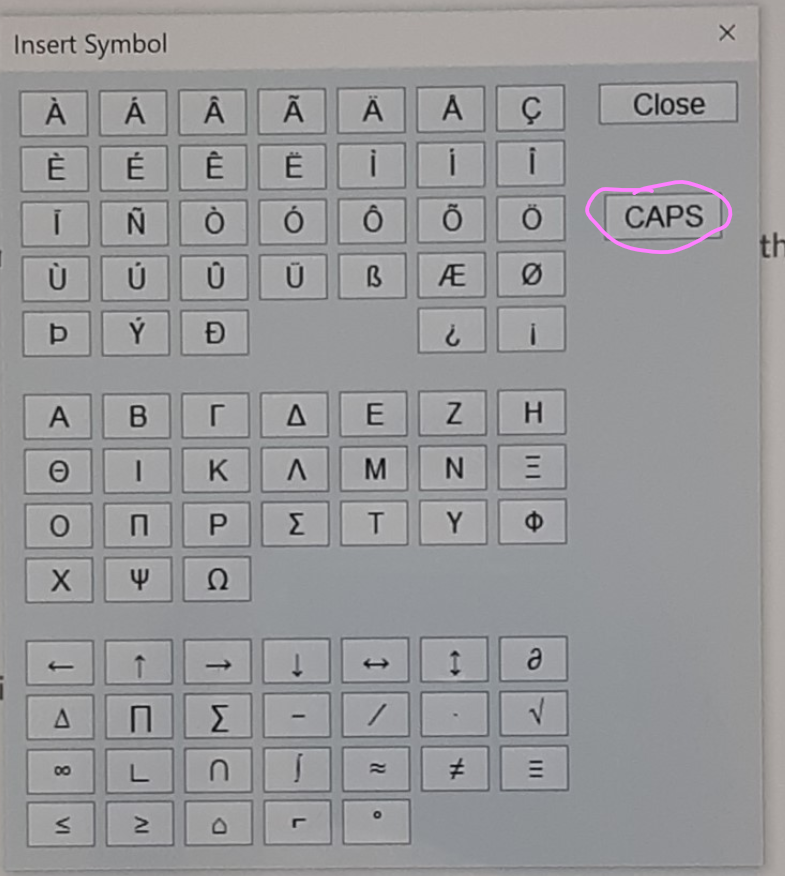 Insert Symbol ×
À Á Â Ã Ä Å Ç Close
È É Ê Ë Ì Í Î
Ï Ñ Ò Ó Ô Õ Ö CAPS
th
Ù Ú Û Ü ß Æ Ø
Þ Ý Ð ¿ ¡
Α Β Γ Δ Ε Ζ Η
Θ Ι Κ Λ Μ Ν Ξ
Ο Π Ρ Σ Τ Υ Φ
Χ Ψ Ω
← ↑ → ↓ ↔ ↕ ∂
∆ ∏ ∑ − ∕ ∙ √
∞ ∟ ∩ ∫ ≈ ≠ ≡
≤ ≥ ⌂ ⌐ °